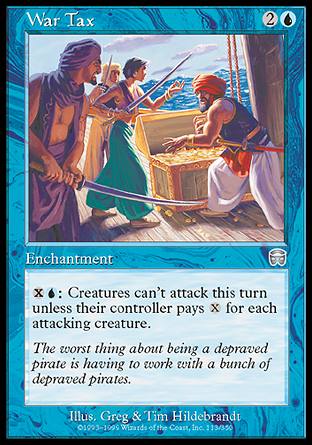 War Tax 2
Enchantment
X : Creatures can't attack this turn
unless their controller pays X for each
attacking creature.
The worst thing about being a depraved
pirate is having to work with a bunch of
depraved pirates.
Illus. Greg & Tim Hildebrandt
©1993-1999 Wizards of the Coast, Inc. 113/350